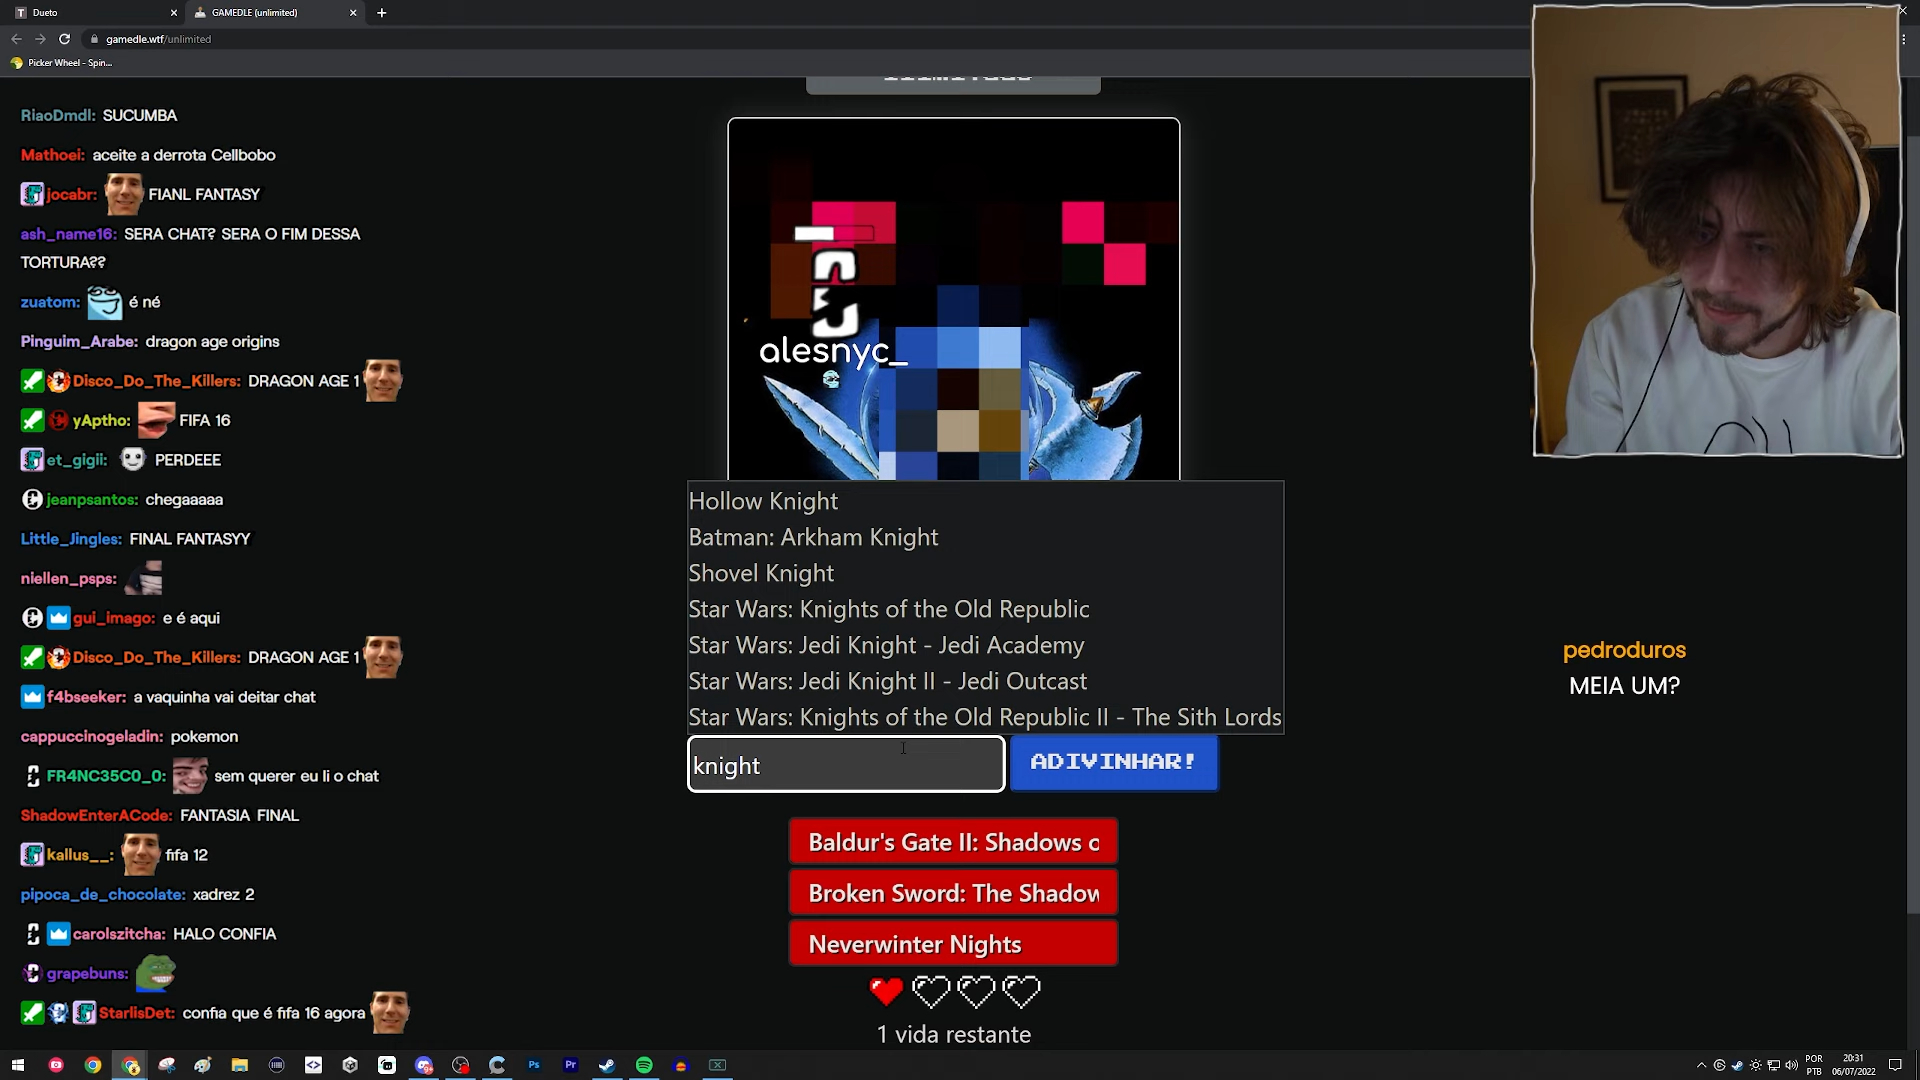 Dueto
GAMEDLE (unlimited)
gamedle.wtf/unlimited
Picker Wheel - Spin...
RiaoDmdl: SUCUMBA
Mathoei: aceite a derrota Cellbobo
jocabr: FIANL FANTASY
ash_name16: SERA CHAT? SERA O FIM DESSA
TORTURA??
zuatom: é né
Pinguim_Arabe: dragon age origins
Disco_Do_The_Killers: DRAGON AGE 1
yAptho: FIFA 16
et_gigii: PERDEEE
jeanpsantos: chegaaaaa
Little_Jingles: FINAL FANTASYY
niellen_psps:
gui_imago: e é aqui
Disco_Do_The_Killers: DRAGON AGE 1
f4bseeker: a vaquinha vai deitar chat
cappuccinogeladin: pokemon
FR4NC35C0_0: sem querer eu li o chat
ShadowEnterACode: FANTASIA FINAL
kallus__: fifa 12
pipoca_de_chocolate: xadrez 2
carolszitcha: HALO CONFIA
grapebuns:
StarlisDet: confia que é fifa 16 agora
alesnyc_
Hollow Knight
Batman: Arkham Knight
Shovel Knight
Star Wars: Knights of the Old Republic
Star Wars: Jedi Knight - Jedi Academy
Star Wars: Jedi Knight II - Jedi Outcast
Star Wars: Knights of the Old Republic II - The Sith Lords
knight
ADIVINHAR!
Baldur's Gate II: Shadows o
Broken Sword: The Shadow
Neverwinter Nights
1 vida restante
pedroduros
MEIA UM?
Ps
Pr
POR
PTB
20:31
06/07/2022